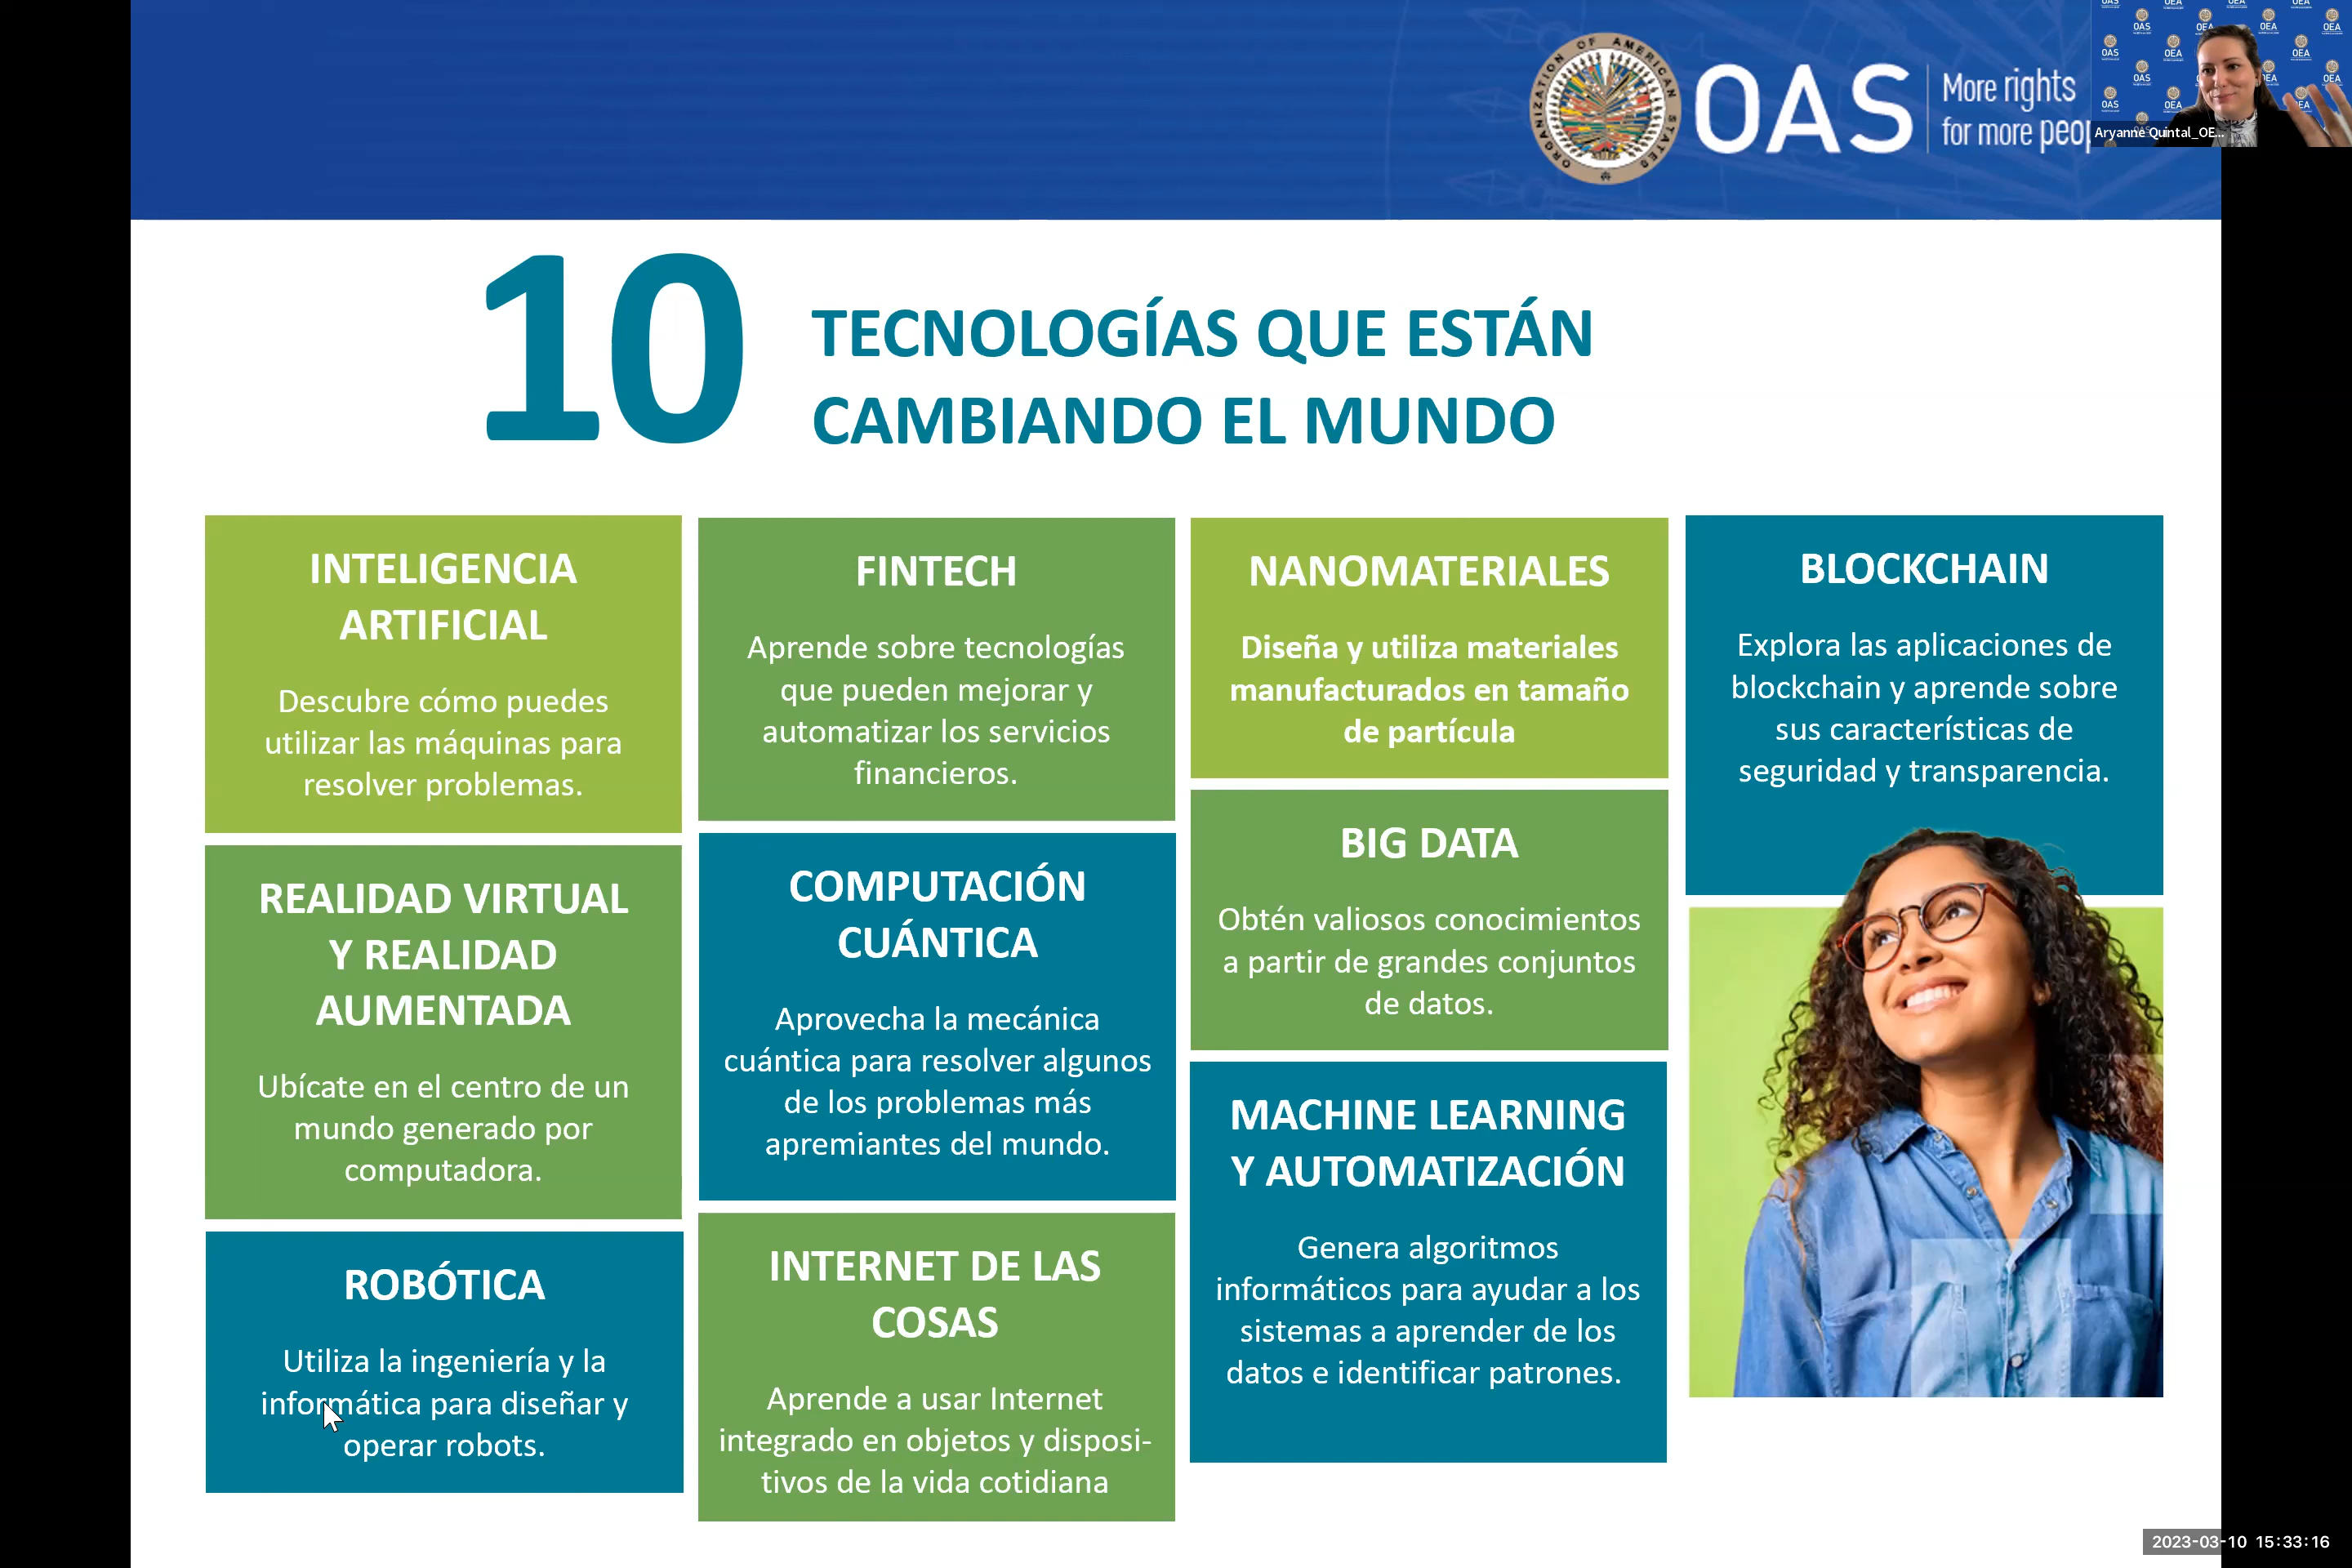 ORGANIZATION OF AMERICAN STATES
OAS
More rights
for more peop
Aryanne Quintal_OE...
10
TECNOLOGÍAS QUE ESTÁN
CAMBIANDO EL MUNDO
INTELIGENCIA
ARTIFICIAL
Descubre cómo puedes
utilizar las máquinas para
resolver problemas.
REALIDAD VIRTUAL
Y REALIDAD
AUMENTADA
Ubícate en el centro de un
mundo generado por
computadora.
ROBÓTICA
Utiliza la ingeniería y la
informática para diseñar y
operar robots.
FINTECH
Aprende sobre tecnologías
que pueden mejorar y
automatizar los servicios
financieros.
COMPUTACIÓN
CUÁNTICA
Aprovecha la mecánica
cuántica para resolver algunos
de los problemas más
apremiantes del mundo.
INTERNET DE LAS
COSAS
Aprende a usar Internet
integrado en objetos y disposi-
tivos de la vida cotidiana
NANOMATERIALES
Diseña y utiliza materiales
manufacturados en tamaño
de partícula
BIG DATA
Obtén valiosos conocimientos
a partir de grandes conjuntos
de datos.
MACHINE LEARNING
Y AUTOMATIZACIÓN
Genera algoritmos
informáticos para ayudar a los
sistemas a aprender de los
datos e identificar patrones.
BLOCKCHAIN
Explora las aplicaciones de
blockchain y aprende sobre
sus características de
seguridad y transparencia.
2023-03-10 15:33:16